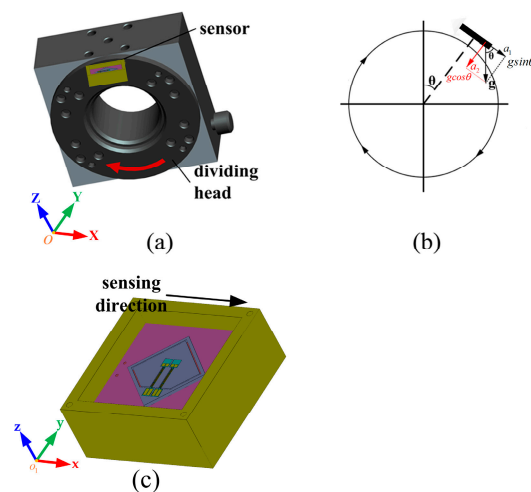 sensor
dividing
head
Z
Y
X
O
(a)
θ
θ
a₁
a₂
gsinθ
gcosθ
g
(b)
sensing
direction
z
y
x
O₁
(c)